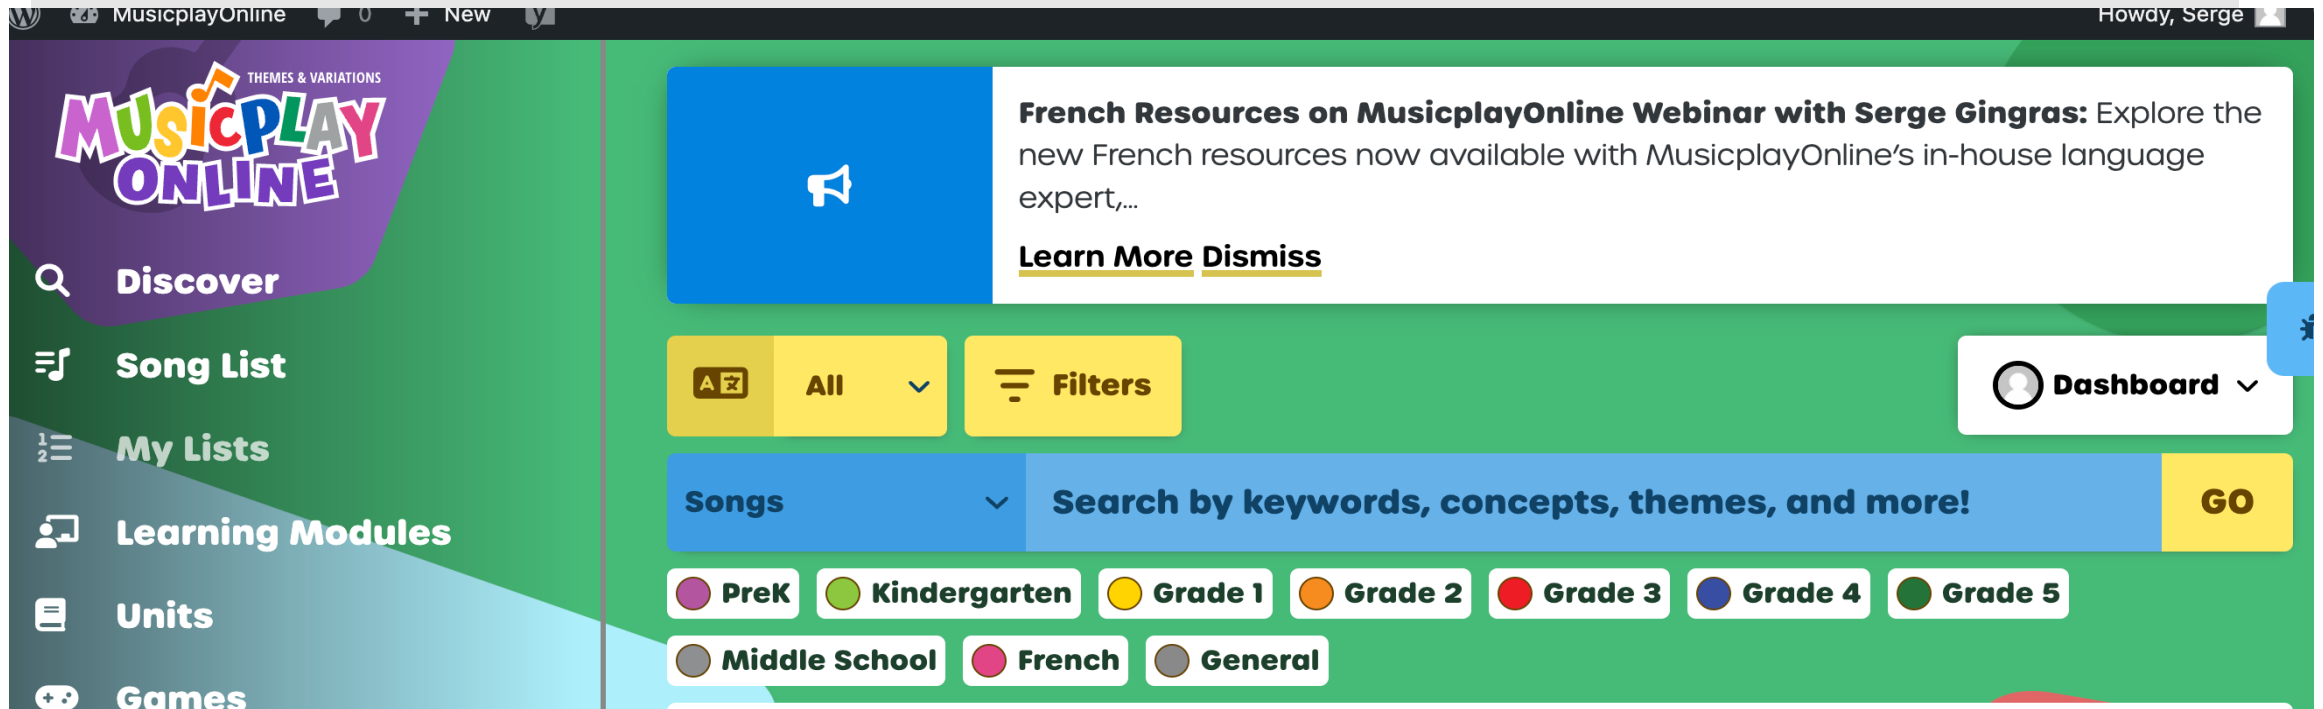 MusicplayOnline 0 New Howdy, Serge
THEMES & VARIATIONS
MUSICPLAY
ONLINE
Discover
Song List
My Lists
Learning Modules
Units
Games
French Resources on MusicplayOnline Webinar with Serge Gingras: Explore the
new French resources now available with MusicplayOnline's in-house language
expert,...
Learn More Dismiss
All Filters Dashboard
Songs Search by keywords, concepts, themes, and more! GO
PreK Kindergarten Grade 1 Grade 2 Grade 3 Grade 4 Grade 5
Middle School French General